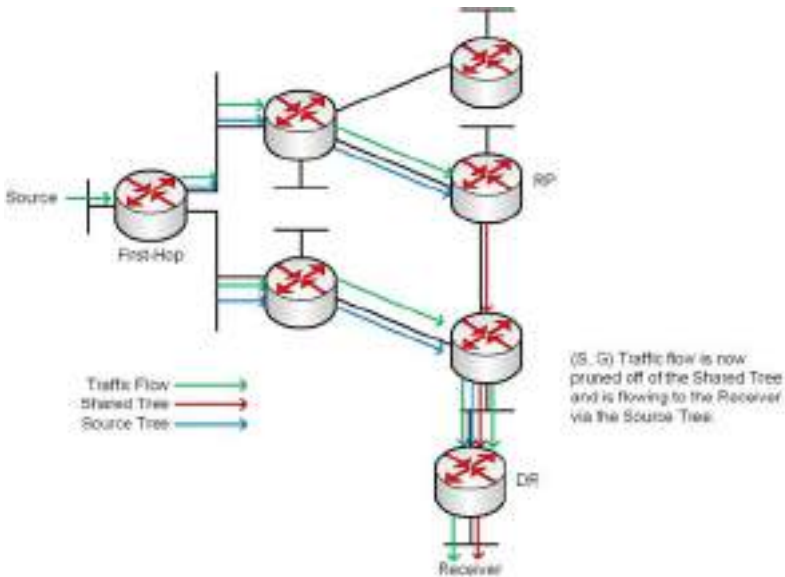 RP
Source
First-Hop
(S, G) Traffic flow is now
pruned off of the Shared Tree
and is flowing to the Receiver
via the Source Tree.
Traffic Flow
Shared Tree
Source Tree
DR
Receiver